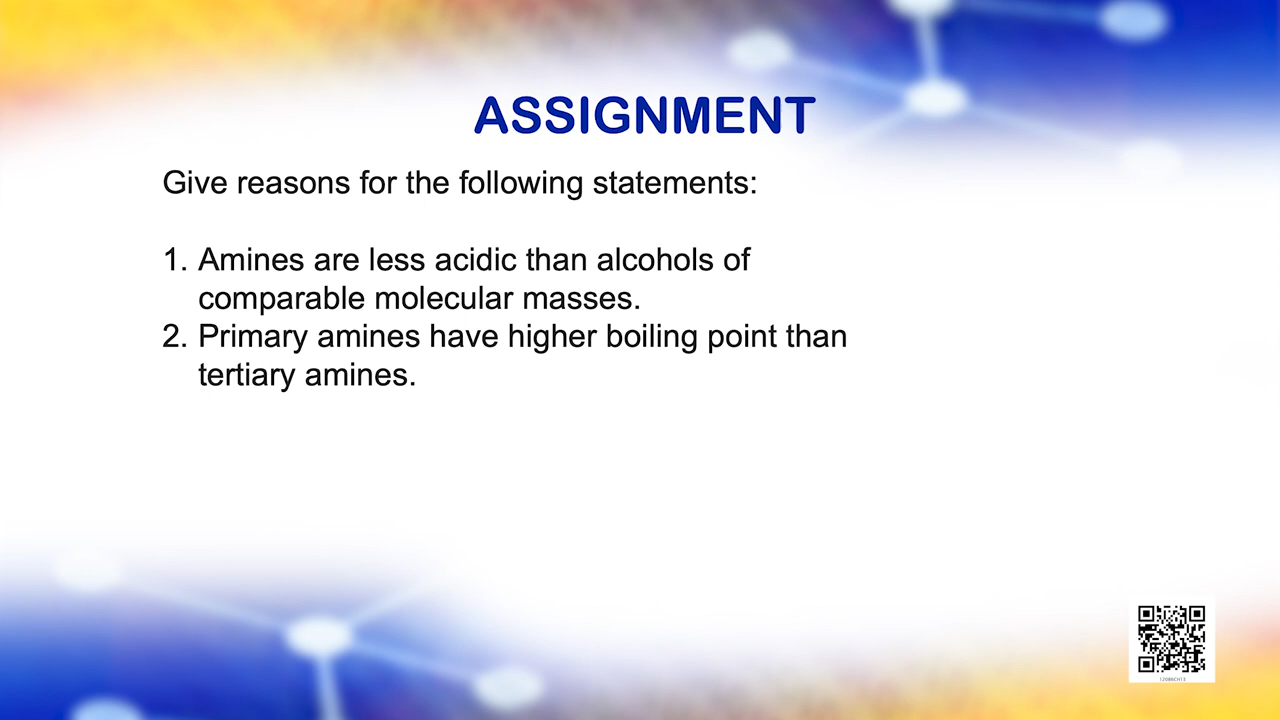 ASSIGNMENT
Give reasons for the following statements:
1. Amines are less acidic than alcohols of
comparable molecular masses.
2. Primary amines have higher boiling point than
tertiary amines.
12086CH13